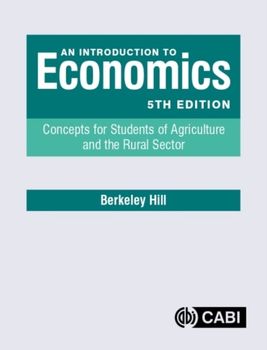 AN INTRODUCTION TO
Economics
5TH EDITION
Concepts for Students of Agriculture
and the Rural Sector
Berkeley Hill
CABI